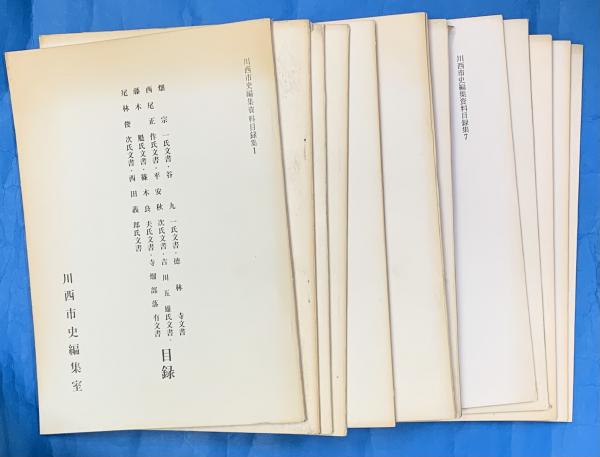 川西市史編集資料目録集1
畑宗一氏文書・谷九一氏文書・徳林寺文書
西尾正作氏文書・平安秋次氏文書・吉川五雄氏文書・
藤木魁氏文書・篠木良夫氏文書・寺畑部落有文書
尾林俊次氏文書・西田義郎氏文書
目録
川西市史編集室
川西市史編集資料目録集7